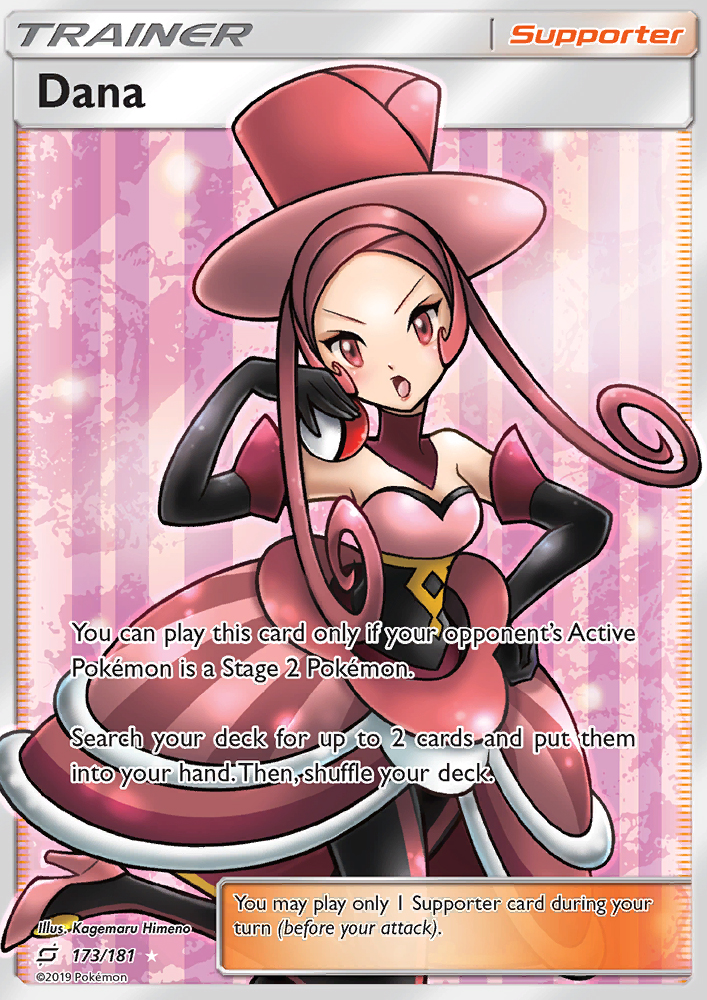 TRAINER | Supporter
Dana
You can play this card only if your opponent's Active
Pokémon is a Stage 2 Pokémon.
Search your deck for up to 2 cards and put them
into your hand. Then, shuffle your deck.
You may play only 1 Supporter card during your
turn (before your attack).
Illus. Kagemaru Himeno
173/181 ★
©2019 Pokémon